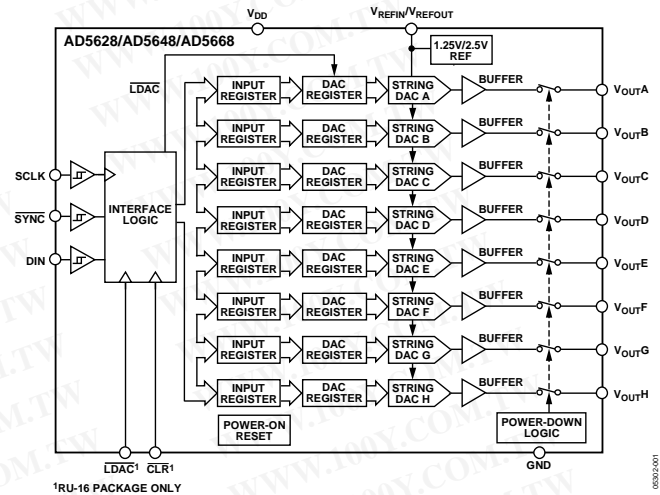 VDD
VREFIN/VREFOUT
AD5628/AD5648/AD5668
1.25V/2.5V
REF
LDAC
INPUT
REGISTER
DAC
REGISTER
STRING
DAC A
BUFFER
VOUTA
INPUT
REGISTER
DAC
REGISTER
STRING
DAC B
BUFFER
VOUTB
INPUT
REGISTER
DAC
REGISTER
STRING
DAC C
BUFFER
VOUTC
SCLK
SYNC
DIN
INTERFACE
LOGIC
INPUT
REGISTER
DAC
REGISTER
STRING
DAC D
BUFFER
VOUTD
INPUT
REGISTER
DAC
REGISTER
STRING
DAC E
BUFFER
VOUTE
INPUT
REGISTER
DAC
REGISTER
STRING
DAC F
BUFFER
VOUTF
INPUT
REGISTER
DAC
REGISTER
STRING
DAC G
BUFFER
VOUTG
INPUT
REGISTER
DAC
REGISTER
STRING
DAC H
BUFFER
VOUTH
POWER-ON
RESET
POWER-DOWN
LOGIC
LDAC1
CLR1
GND
1RU-16 PACKAGE ONLY
05302-001
WWW.100Y.COM.TW